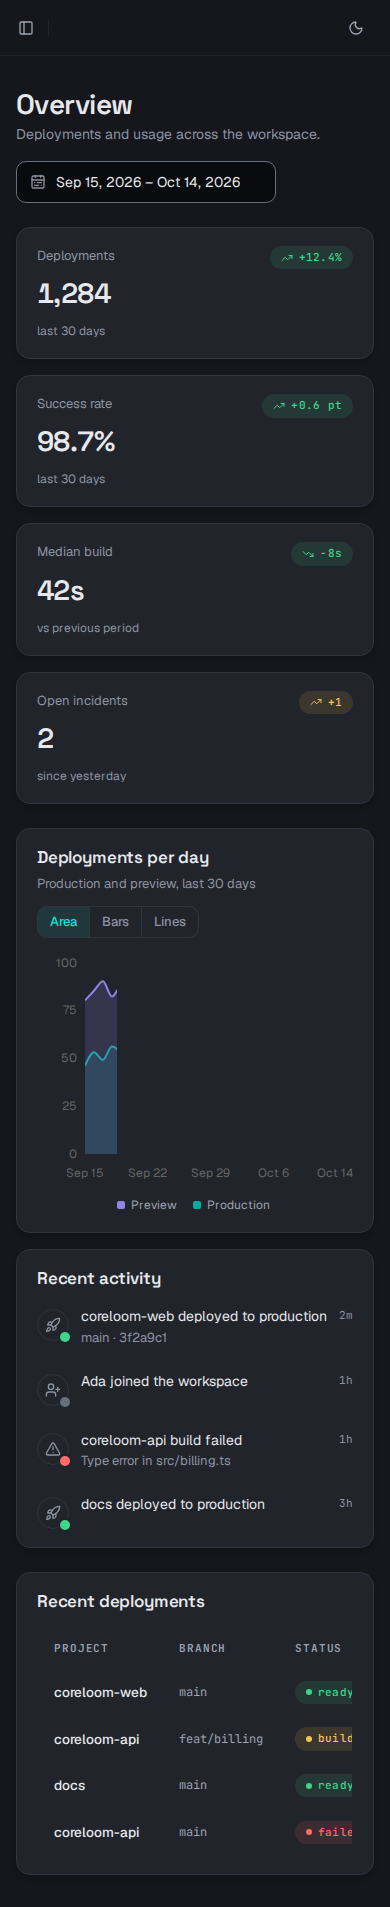 Overview
Deployments and usage across the workspace.
Sep 15, 2026 – Oct 14, 2026
Deployments
+12.4%
1,284
last 30 days
Success rate
+0.6 pt
98.7%
last 30 days
Median build
-8s
42s
vs previous period
Open incidents
+1
2
since yesterday
Deployments per day
Production and preview, last 30 days
Area Bars Lines
100
75
50
25
0
Sep 15 Sep 22 Sep 29 Oct 6 Oct 14
Preview Production
Recent activity
coreloom-web deployed to production 2m
main · 3f2a9c1
Ada joined the workspace 1h
coreloom-api build failed 1h
Type error in src/billing.ts
docs deployed to production 3h
Recent deployments
PROJECT BRANCH STATUS
coreloom-web main ready
coreloom-api feat/billing build
docs main ready
coreloom-api main faile